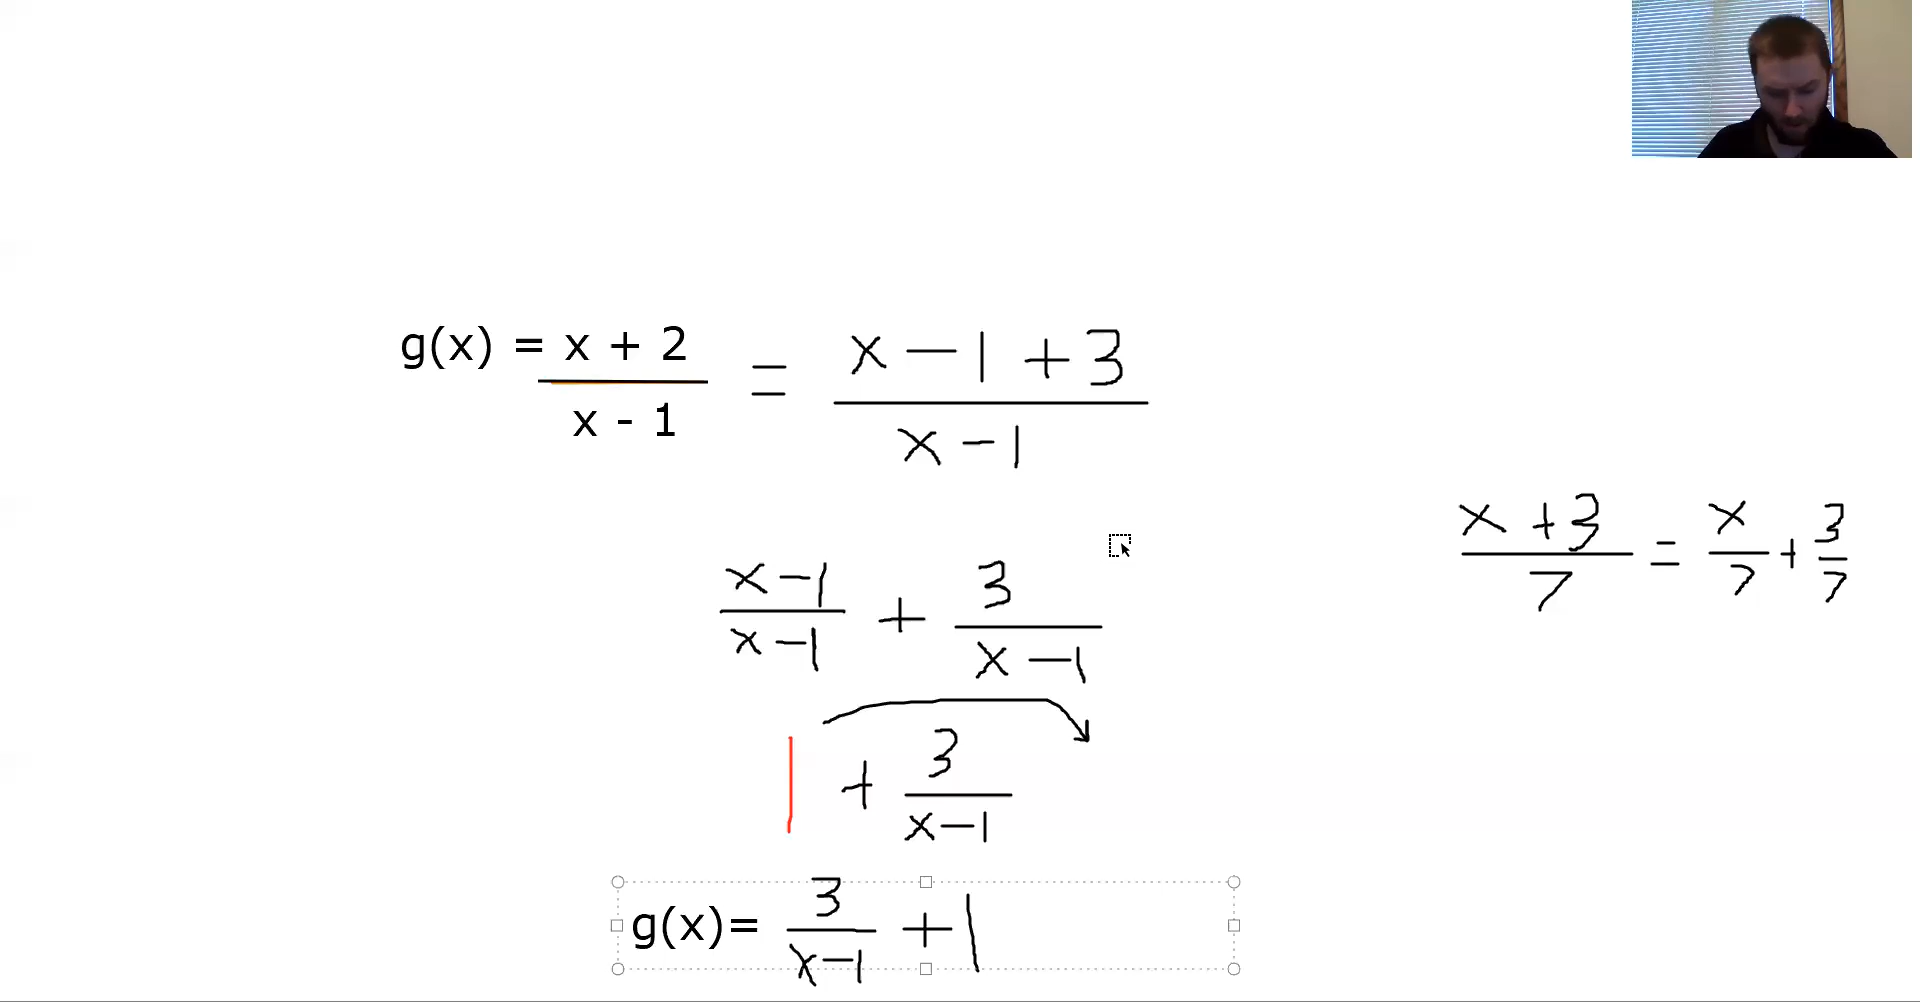 g(x) = x + 2 = x - 1 + 3
x - 1 x - 1
x + 3 = x + 3
7 7 7
x - 1 + 3
x - 1 x - 1
1 + 3
x - 1
g(x)= 3 + 1
x - 1